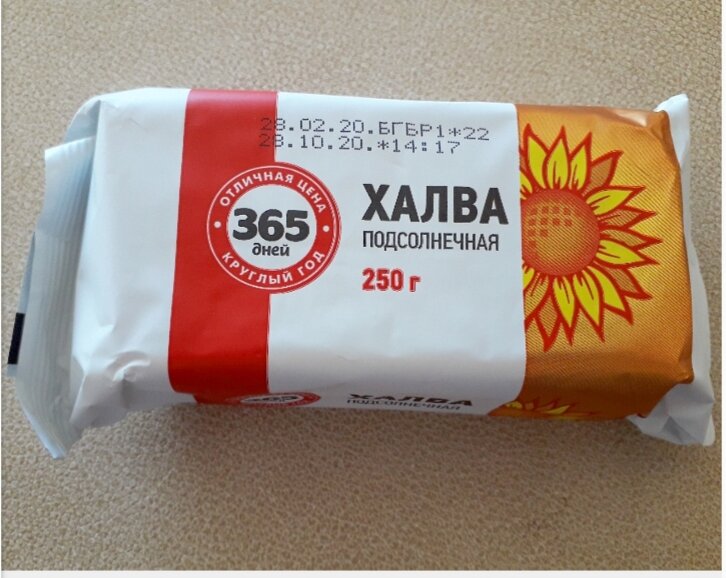 28.02.20.БГБР1*22
28.10.20.*14:17
ОТЛИЧНАЯ ЦЕНА
365
дней
КРУГЛЫЙ ГОД
ХАЛВА
ПОДСОЛНЕЧНАЯ
250 г
365
ХАЛВА
ПОДСОЛНЕЧНАЯ